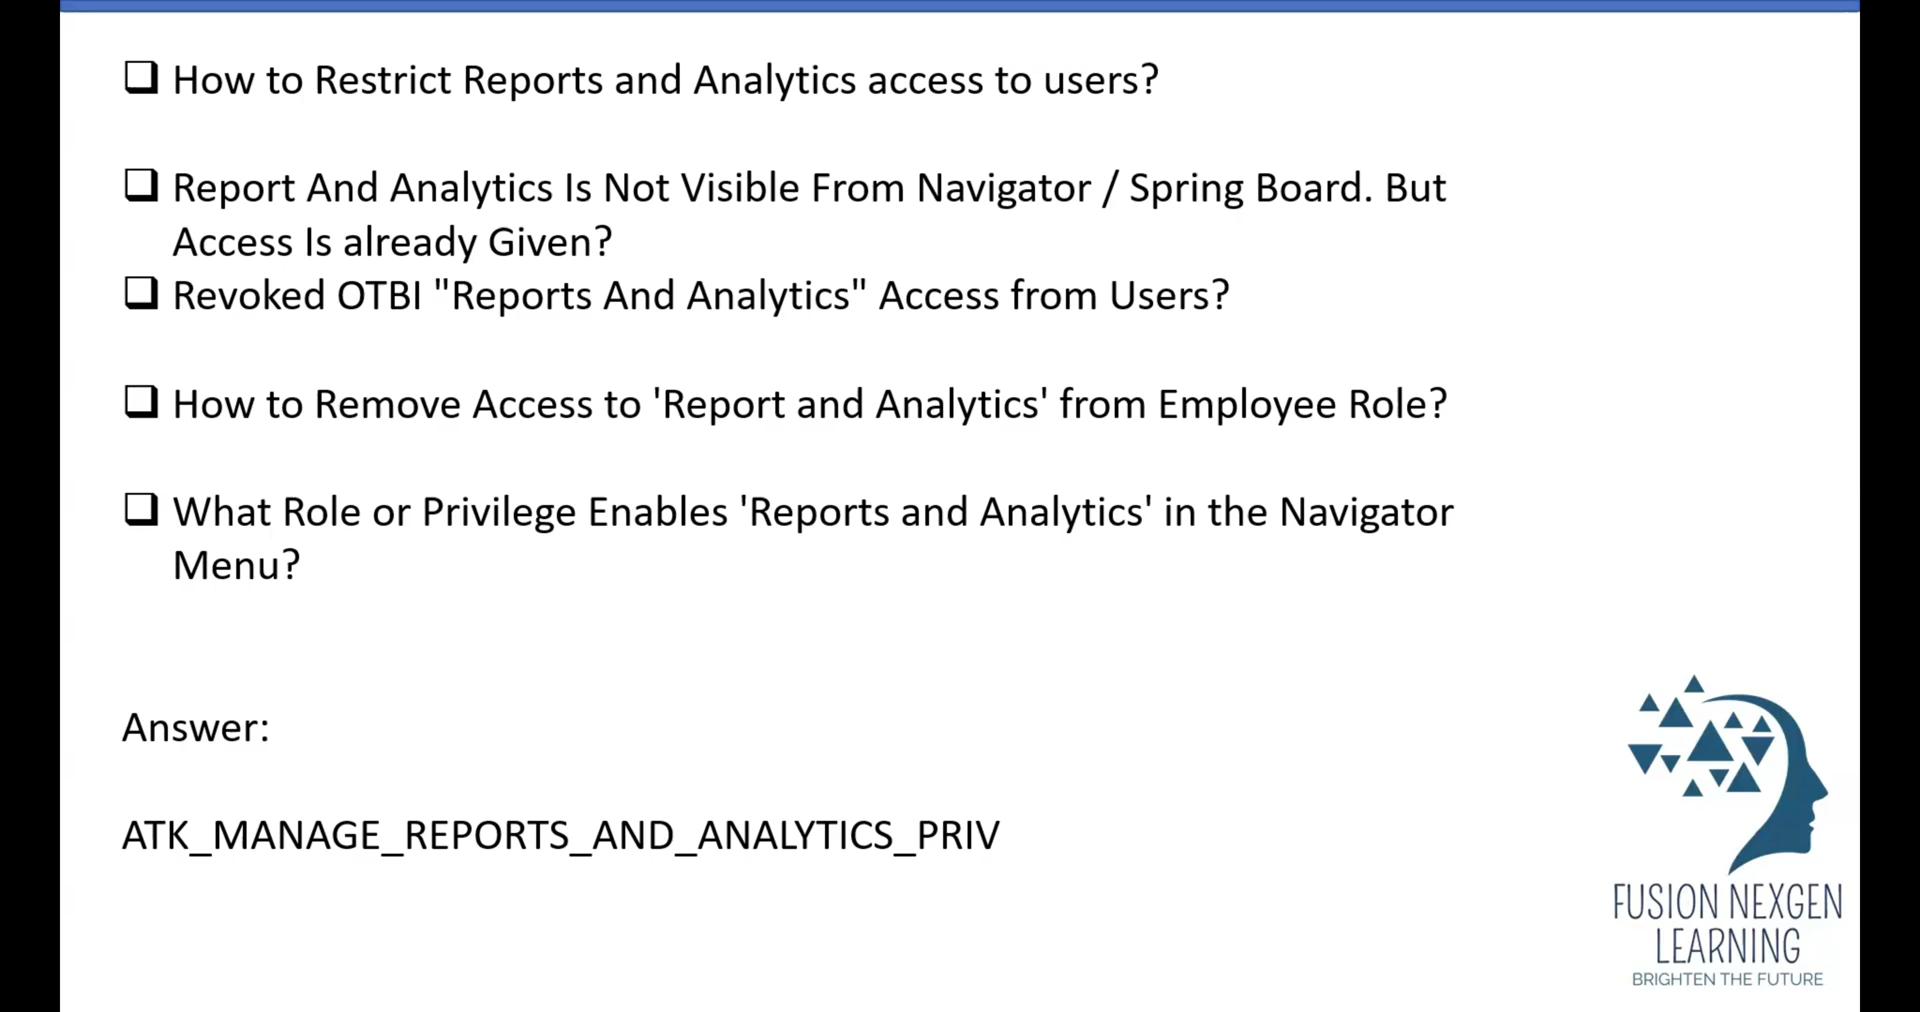 How to Restrict Reports and Analytics access to users?
Report And Analytics Is Not Visible From Navigator / Spring Board. But
Access Is already Given?
Revoked OTBI "Reports And Analytics" Access from Users?
How to Remove Access to 'Report and Analytics' from Employee Role?
What Role or Privilege Enables 'Reports and Analytics' in the Navigator
Menu?
Answer:
ATK_MANAGE_REPORTS_AND_ANALYTICS_PRIV
FUSION NEXGEN
LEARNING
BRIGHTEN THE FUTURE